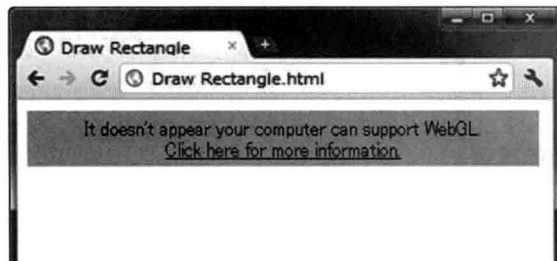 Draw Rectangle
Draw Rectangle.html
It doesn't appear your computer can support WebGL.
Click here for more information.